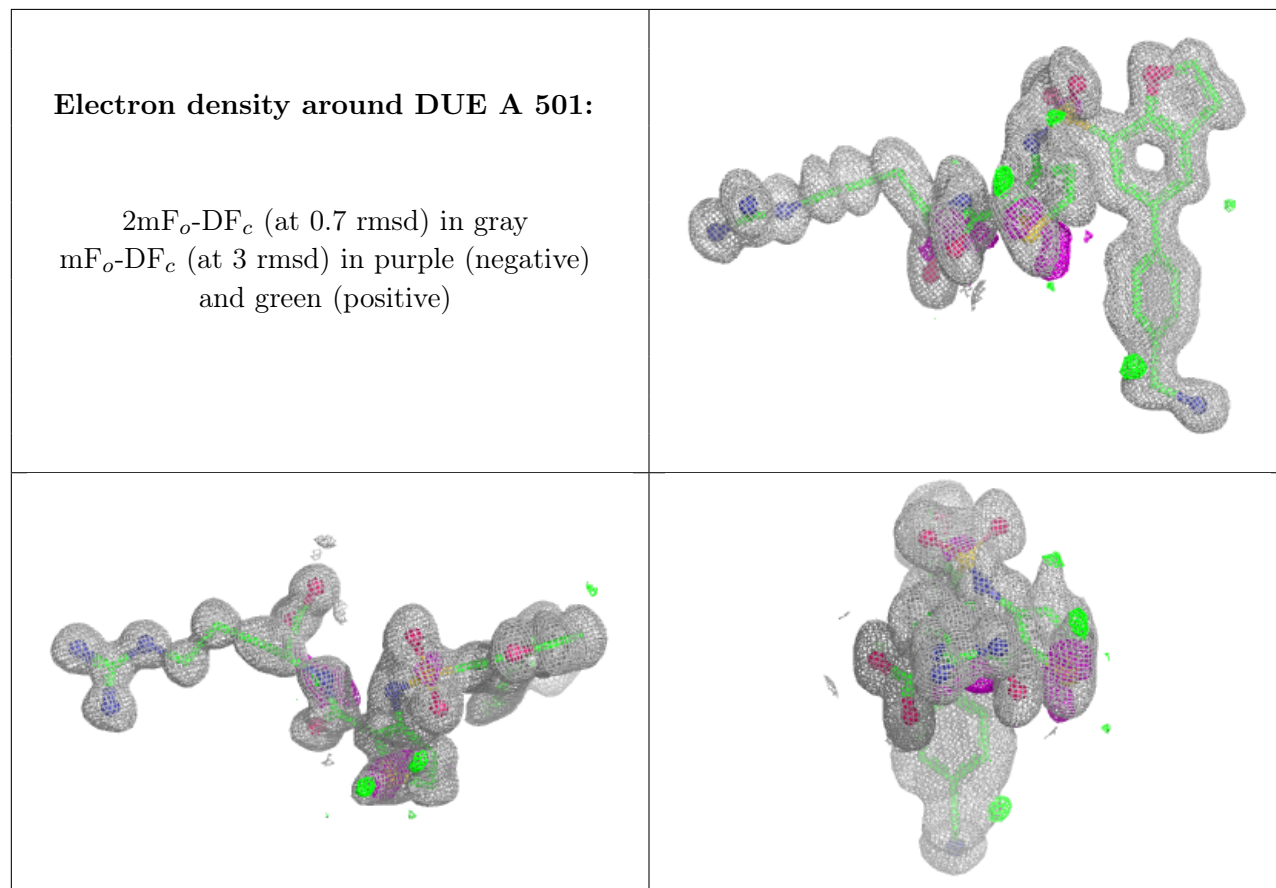 Electron density around DUE A 501:
2mFo-DFc (at 0.7 rmsd) in gray
mFo-DFc (at 3 rmsd) in purple (negative)
and green (positive)